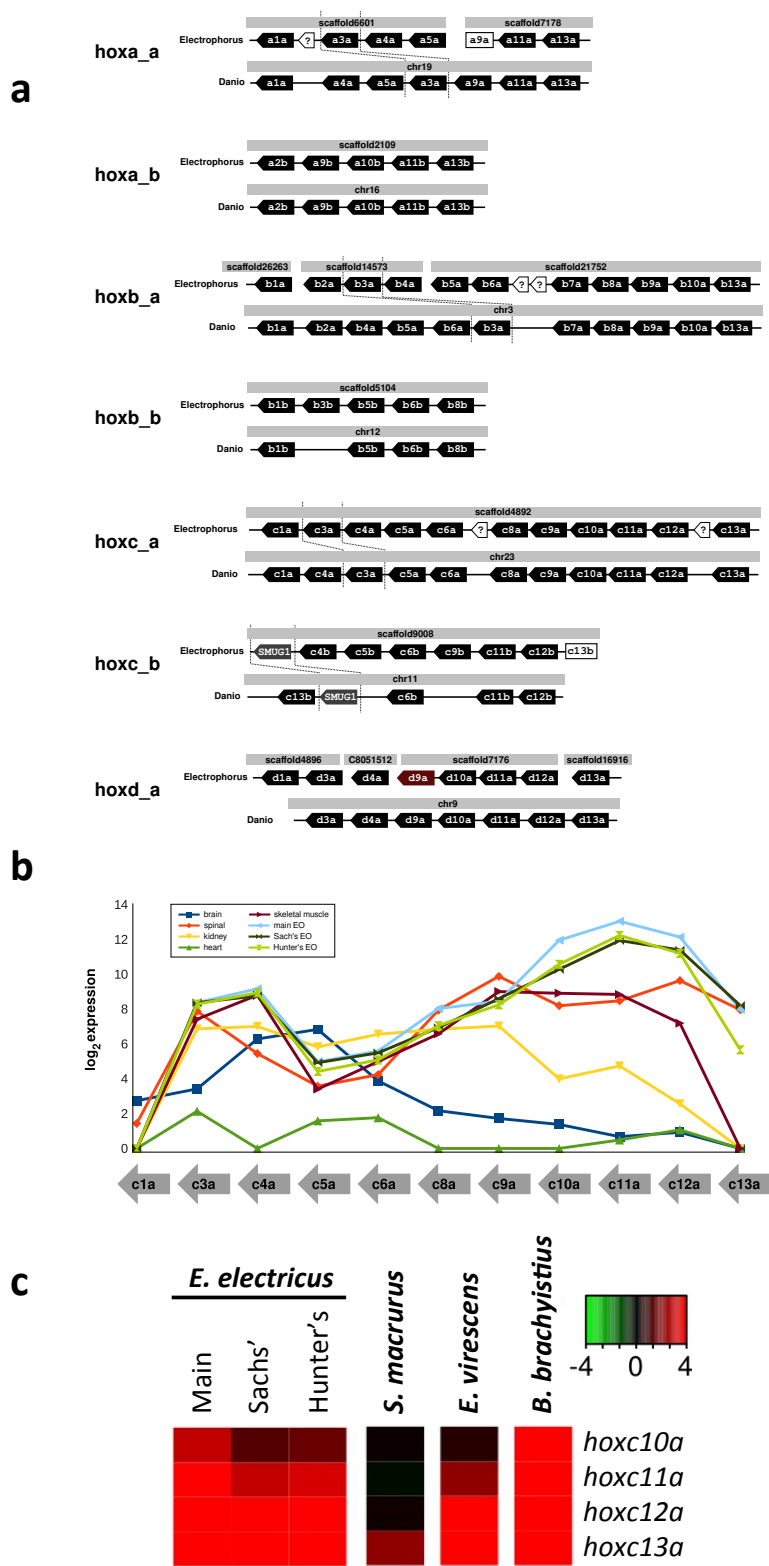 a
hoxa_a
scaffold6601 scaffold7178
Electrophorus a1a ? a3a a4a a5a a9a a11a a13a
chr19
Danio a1a a4a a5a a3a a9a a11a a13a
hoxa_b
scaffold2109
Electrophorus a2b a9b a10b a11b a13b
chr16
Danio a2b a9b a10b a11b a13b
hoxb_a
scaffold26263 scaffold14573 scaffold21752
Electrophorus b1a b2a b3a b4a b5a b6a ? ? b7a b8a b9a b10a b13a
chr3
Danio b1a b2a b4a b5a b6a b3a b7a b8a b9a b10a b13a
hoxb_b
scaffold5104
Electrophorus b1b b3b b5b b6b b8b
chr12
Danio b1b b5b b6b b8b
hoxc_a
scaffold4892
Electrophorus c1a c3a c4a c5a c6a ? c8a c9a c10a c11a c12a ? c13a
chr23
Danio c1a c4a c3a c5a c6a c8a c9a c10a c11a c12a c13a
hoxc_b
scaffold9008
Electrophorus SMUG1 c4b c5b c6b c9b c11b c12b c13b
chr11
Danio c13b SMUG1 c6b c11b c12b
hoxd_a
scaffold4896 C8051512 scaffold7176 scaffold16916
Electrophorus d1a d3a d4a d9a d10a d11a d12a d13a
chr9
Danio d3a d4a d9a d10a d11a d12a d13a
b
log2 expression
14
12
10
8
6
4
2
0
brain skeletal muscle
spinal main EO
kidney Sach's EO
heart Hunter's EO
c1a c3a c4a c5a c6a c8a c9a c10a c11a c12a c13a
c
E. electricus
Main
Sachs'
Hunter's
S. macrurus
E. virescens
B. brachyistius
-4 0 4
hoxc10a
hoxc11a
hoxc12a
hoxc13a